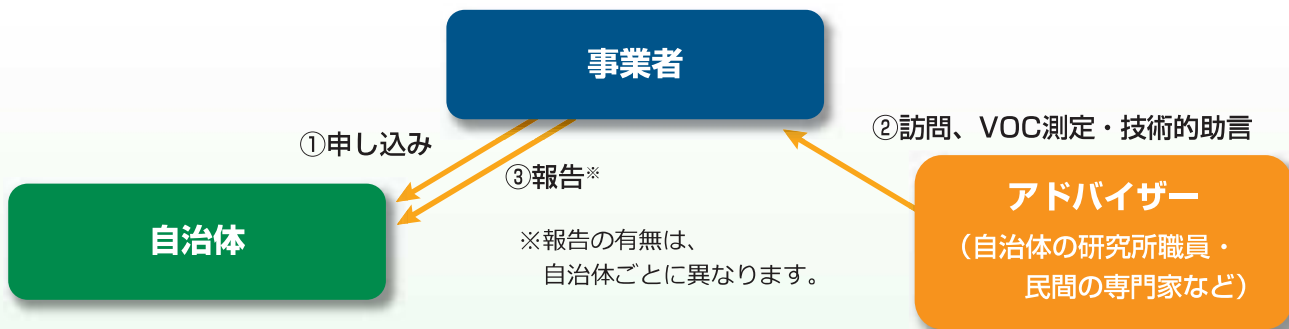 事業者
①申し込み
②訪問、VOC測定・技術的助言
③報告※
自治体
※報告の有無は、
自治体ごとに異なります。
アドバイザー
（自治体の研究所職員・
民間の専門家など）